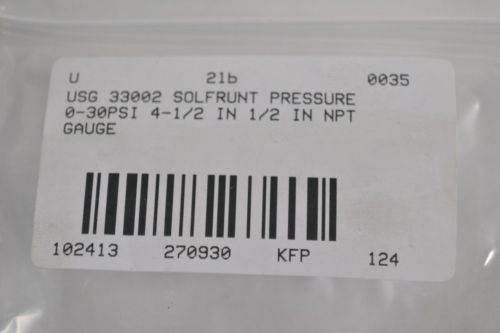 U 21b 0035
USG 33002 SOLFRUNT PRESSURE
0-30PSI 4-1/2 IN 1/2 IN NPT
GAUGE
102413 270930 KFP 124